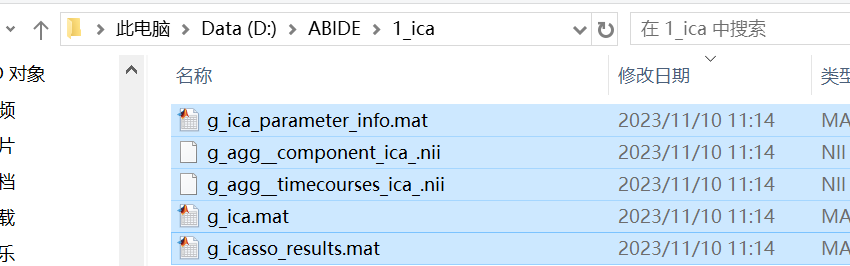 此电脑 > Data (D:) > ABIDE > 1_ica
在 1_ica 中搜索
D 对象
频
片
档
载
乐
名称 修改日期 类型
g_ica_parameter_info.mat 2023/11/10 11:14 MA
g_agg__component_ica_.nii 2023/11/10 11:14 NII
g_agg__timecourses_ica_.nii 2023/11/10 11:14 NII
g_ica.mat 2023/11/10 11:14 MA
g_icasso_results.mat 2023/11/10 11:14 MA